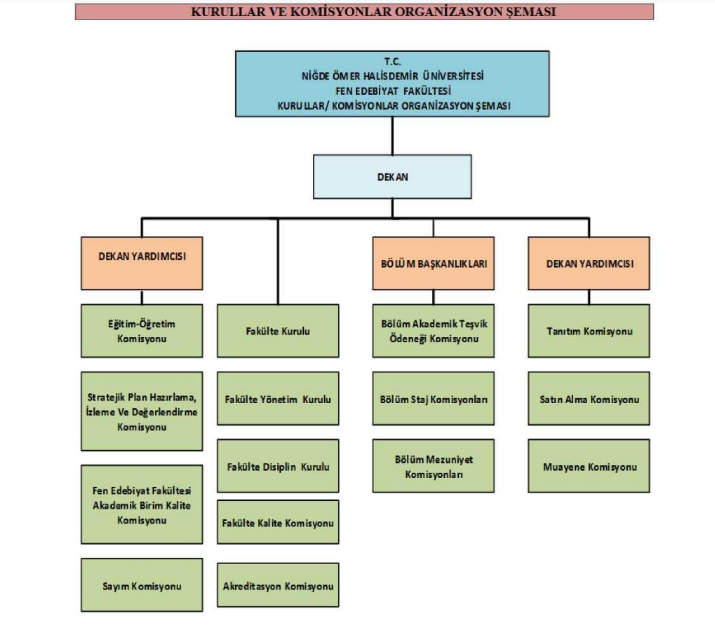 KURULLAR VE KOMİSYONLAR ORGANİZASYON ŞEMASI
T.C.
NİĞDE ÖMER HALİSDEMİR ÜNİVERSİTESİ
FEN EDEBİYAT FAKÜLTESİ
KURULLAR/ KOMİSYONLAR ORGANİZASYON ŞEMASI
DEKAN
DEKAN YARDIMCISI
Eğitim-Öğretim
Komisyonu
Stratejik Plan Hazırlama,
İzleme Ve Değerlendirme
Komisyonu
Fen Edebiyat Fakültesi
Akademik Birim Kalite
Komisyonu
Sayım Komisyonu
Fakülte Kurulu
Fakülte Yönetim Kurulu
Fakülte Disiplin Kurulu
Fakülte Kalite Komisyonu
Akreditasyon Komisyonu
BÖLÜM BAŞKANLIKLARI
Bölüm Akademik Teşvik
Ödeneği Komisyonu
Bölüm Staj Komisyonları
Bölüm Mezuniyet
Komisyonları
DEKAN YARDIMCISI
Tanıtım Komisyonu
Satın Alma Komisyonu
Muayene Komisyonu